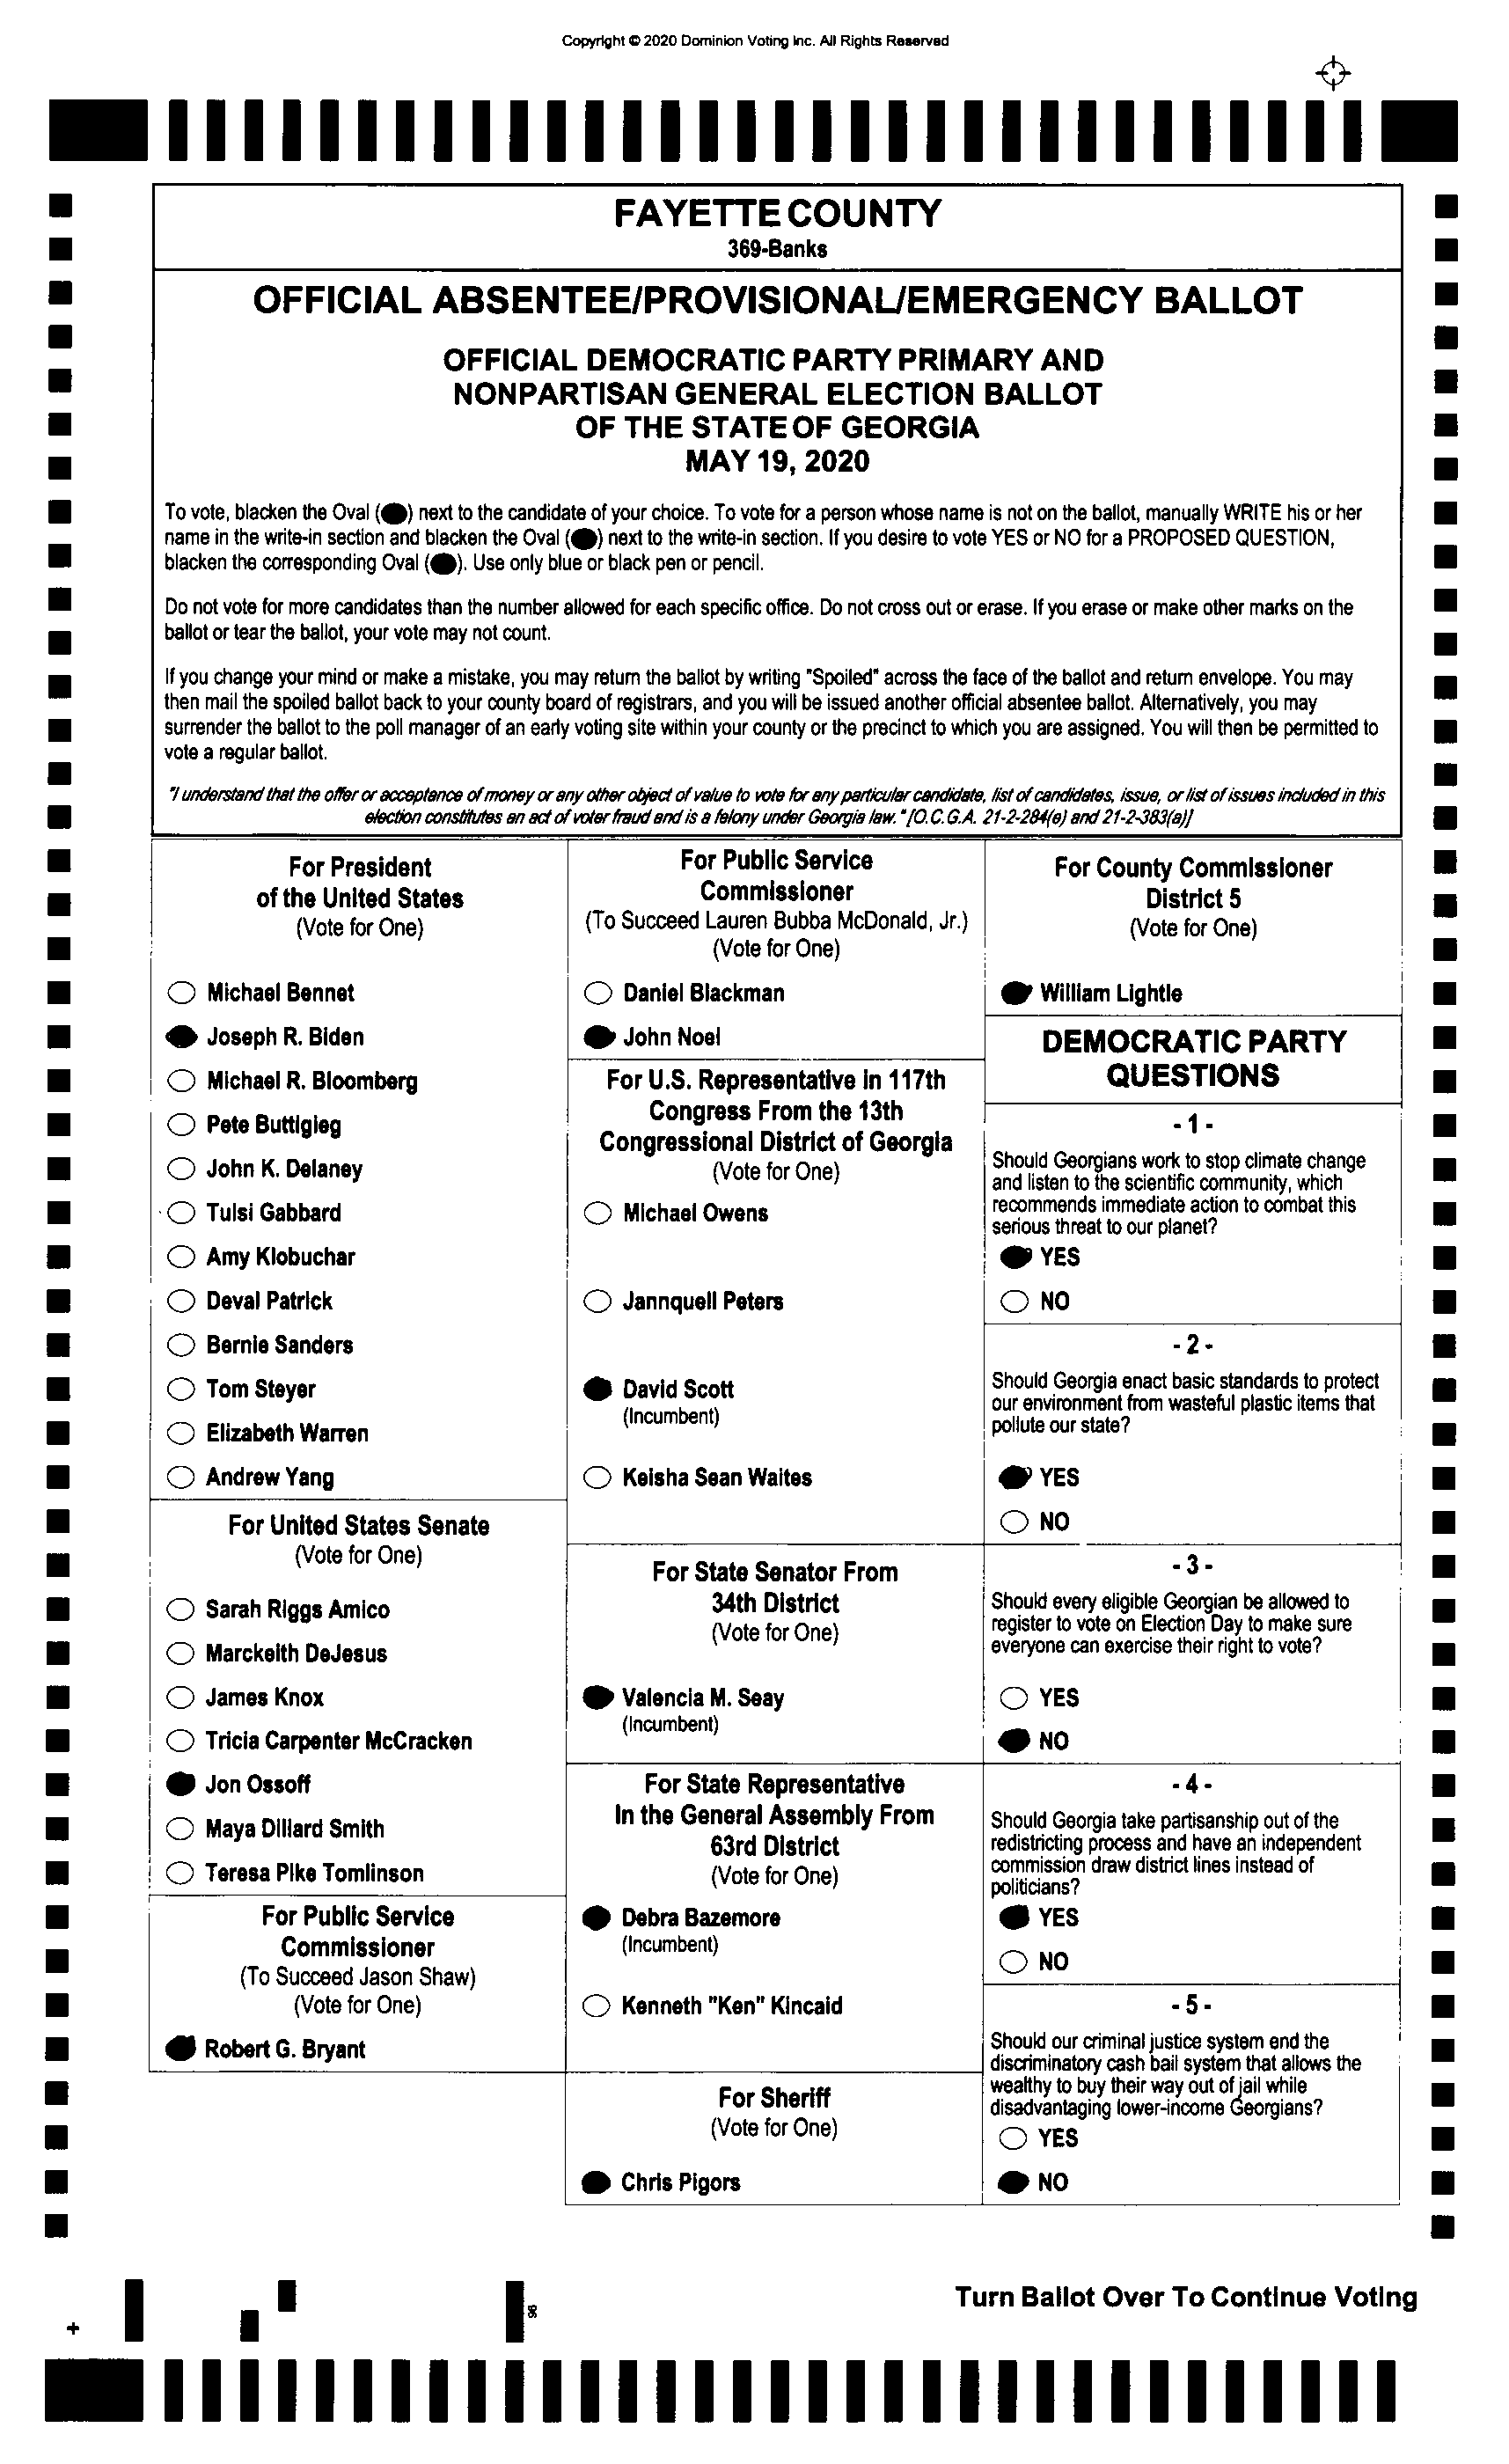 Copyright © 2020 Dominion Voting Inc. All Rights Reserved
FAYETTE COUNTY
369-Banks
OFFICIAL ABSENTEE/PROVISIONAL/EMERGENCY BALLOT
OFFICIAL DEMOCRATIC PARTY PRIMARY AND
NONPARTISAN GENERAL ELECTION BALLOT
OF THE STATE OF GEORGIA
MAY 19, 2020
To vote, blacken the Oval ( ) next to the candidate of your choice. To vote for a person whose name is not on the ballot, manually WRITE his or her
name in the write-in section and blacken the Oval ( ) next to the write-in section. If you desire to vote YES or NO for a PROPOSED QUESTION,
blacken the corresponding Oval ( ). Use only blue or black pen or pencil.
Do not vote for more candidates than the number allowed for each specific office. Do not cross out or erase. If you erase or make other marks on the
ballot or tear the ballot, your vote may not count.
If you change your mind or make a mistake, you may return the ballot by writing "Spoiled" across the face of the ballot and return envelope. You may
then mail the spoiled ballot back to your county board of registrars, and you will be issued another official absentee ballot. Alternatively, you may
surrender the ballot to the poll manager of an early voting site within your county or the precinct to which you are assigned. You will then be permitted to
vote a regular ballot.
"I understand that the offer or acceptance of money or any other object of value to vote for any particular candidate, list of candidates, issue, or list of issues included in this
election constitutes an act of voter fraud and is a felony under Georgia law. "[O.C.G.A. 21-2-284(e) and 21-2-383(a)]
For President
of the United States
(Vote for One)
Michael Bennet
Joseph R. Biden
Michael R. Bloomberg
Pete Buttigieg
John K. Delaney
Tulsi Gabbard
Amy Klobuchar
Deval Patrick
Bernie Sanders
Tom Steyer
Elizabeth Warren
Andrew Yang
For United States Senate
(Vote for One)
Sarah Riggs Amico
Marckeith DeJesus
James Knox
Tricia Carpenter McCracken
Jon Ossoff
Maya Dillard Smith
Teresa Pike Tomlinson
For Public Service
Commissioner
(To Succeed Jason Shaw)
(Vote for One)
Robert G. Bryant
For Public Service
Commissioner
(To Succeed Lauren Bubba McDonald, Jr.)
(Vote for One)
Daniel Blackman
John Noel
For U.S. Representative in 117th
Congress From the 13th
Congressional District of Georgia
(Vote for One)
Michael Owens
Jannquell Peters
David Scott
(Incumbent)
Keisha Sean Waites
For State Senator From
34th District
(Vote for One)
Valencia M. Seay
(Incumbent)
For State Representative
In the General Assembly From
63rd District
(Vote for One)
Debra Bazemore
(Incumbent)
Kenneth "Ken" Kincaid
For Sheriff
(Vote for One)
Chris Pigors
For County Commissioner
District 5
(Vote for One)
William Lightle
DEMOCRATIC PARTY
QUESTIONS
- 1 -
Should Georgians work to stop climate change
and listen to the scientific community, which
recommends immediate action to combat this
serious threat to our planet?
YES
NO
- 2 -
Should Georgia enact basic standards to protect
our environment from wasteful plastic items that
pollute our state?
YES
NO
- 3 -
Should every eligible Georgian be allowed to
register to vote on Election Day to make sure
everyone can exercise their right to vote?
YES
NO
- 4 -
Should Georgia take partisanship out of the
redistricting process and have an independent
commission draw district lines instead of
politicians?
YES
NO
- 5 -
Should our criminal justice system end the
discriminatory cash bail system that allows the
wealthy to buy their way out of jail while
disadvantaging lower-income Georgians?
YES
NO
96
Turn Ballot Over To Continue Voting